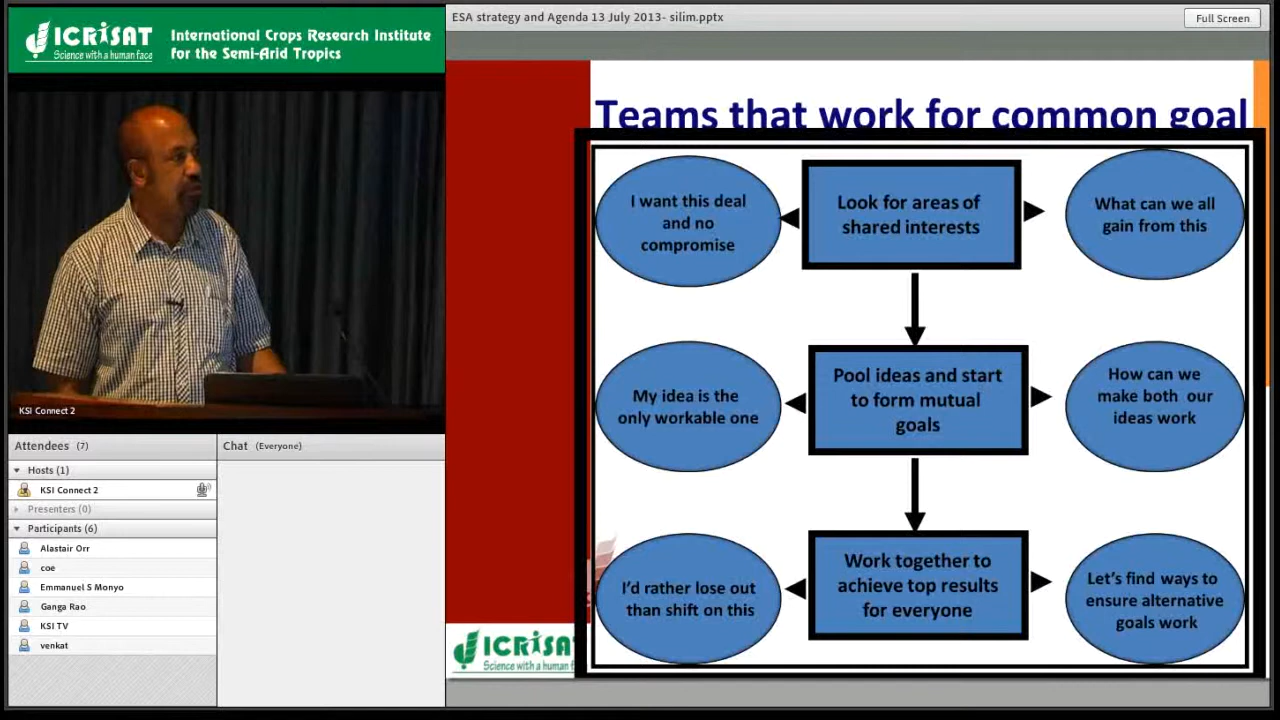 ICRISAT
Science with a human face
International Crops Research Institute
for the Semi-Arid Tropics
KSI Connect 2
Attendees (7)
Hosts (1)
KSI Connect 2
Presenters (0)
Participants (6)
Alastair Orr
coe
Emmanuel S Monyo
Ganga Rao
KSI TV
venkat
Chat (Everyone)
ESA strategy and Agenda 13 July 2013- silim.pptx
Full Screen
Teams that work for common goal
I want this deal
and no
compromise
Look for areas of
shared interests
What can we all
gain from this
My idea is the
only workable one
Pool ideas and start
to form mutual
goals
How can we
make both our
ideas work
I'd rather lose out
than shift on this
Work together to
achieve top results
for everyone
Let's find ways to
ensure alternative
goals work
ICRISAT
Science with a human